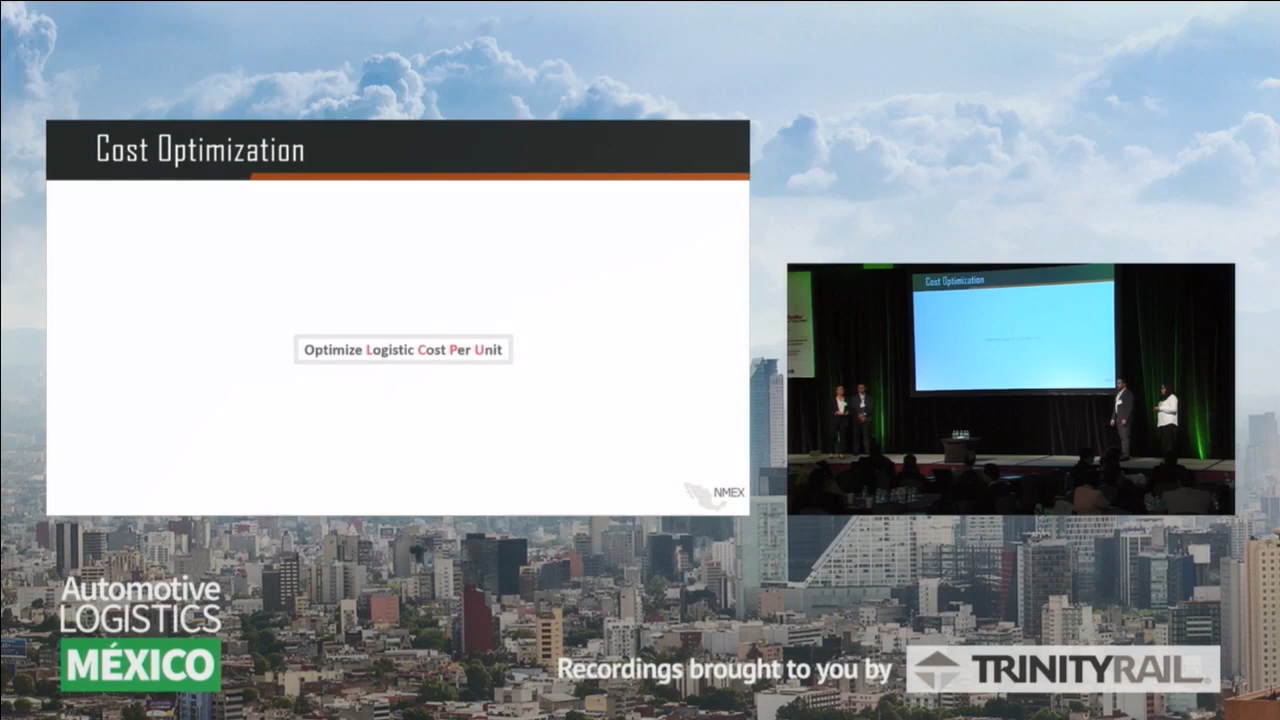 Cost Optimization
Optimize Logistic Cost Per Unit
NMEX
Cost Optimization
Automotive
LOGISTICS
MÉXICO
Recordings brought to you by
TRINITYRAIL